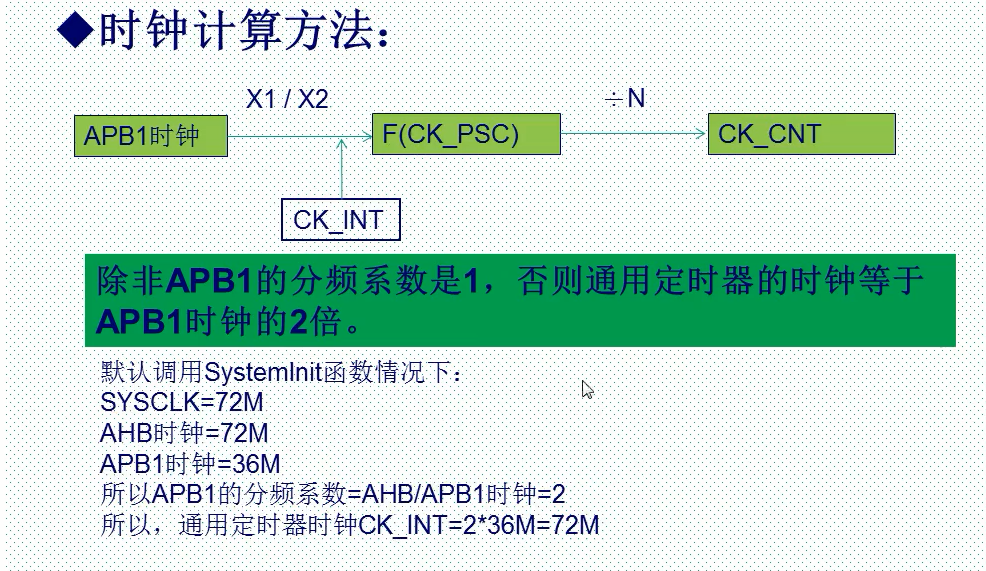 ◆时钟计算方法：
X1 / X2
÷N
APB1时钟
F(CK_PSC)
CK_CNT
CK_INT
除非APB1的分频系数是1，否则通用定时器的时钟等于
APB1时钟的2倍。
默认调用SystemInit函数情况下：
SYSCLK=72M
AHB时钟=72M
APB1时钟=36M
所以APB1的分频系数=AHB/APB1时钟=2
所以，通用定时器时钟CK_INT=2*36M=72M